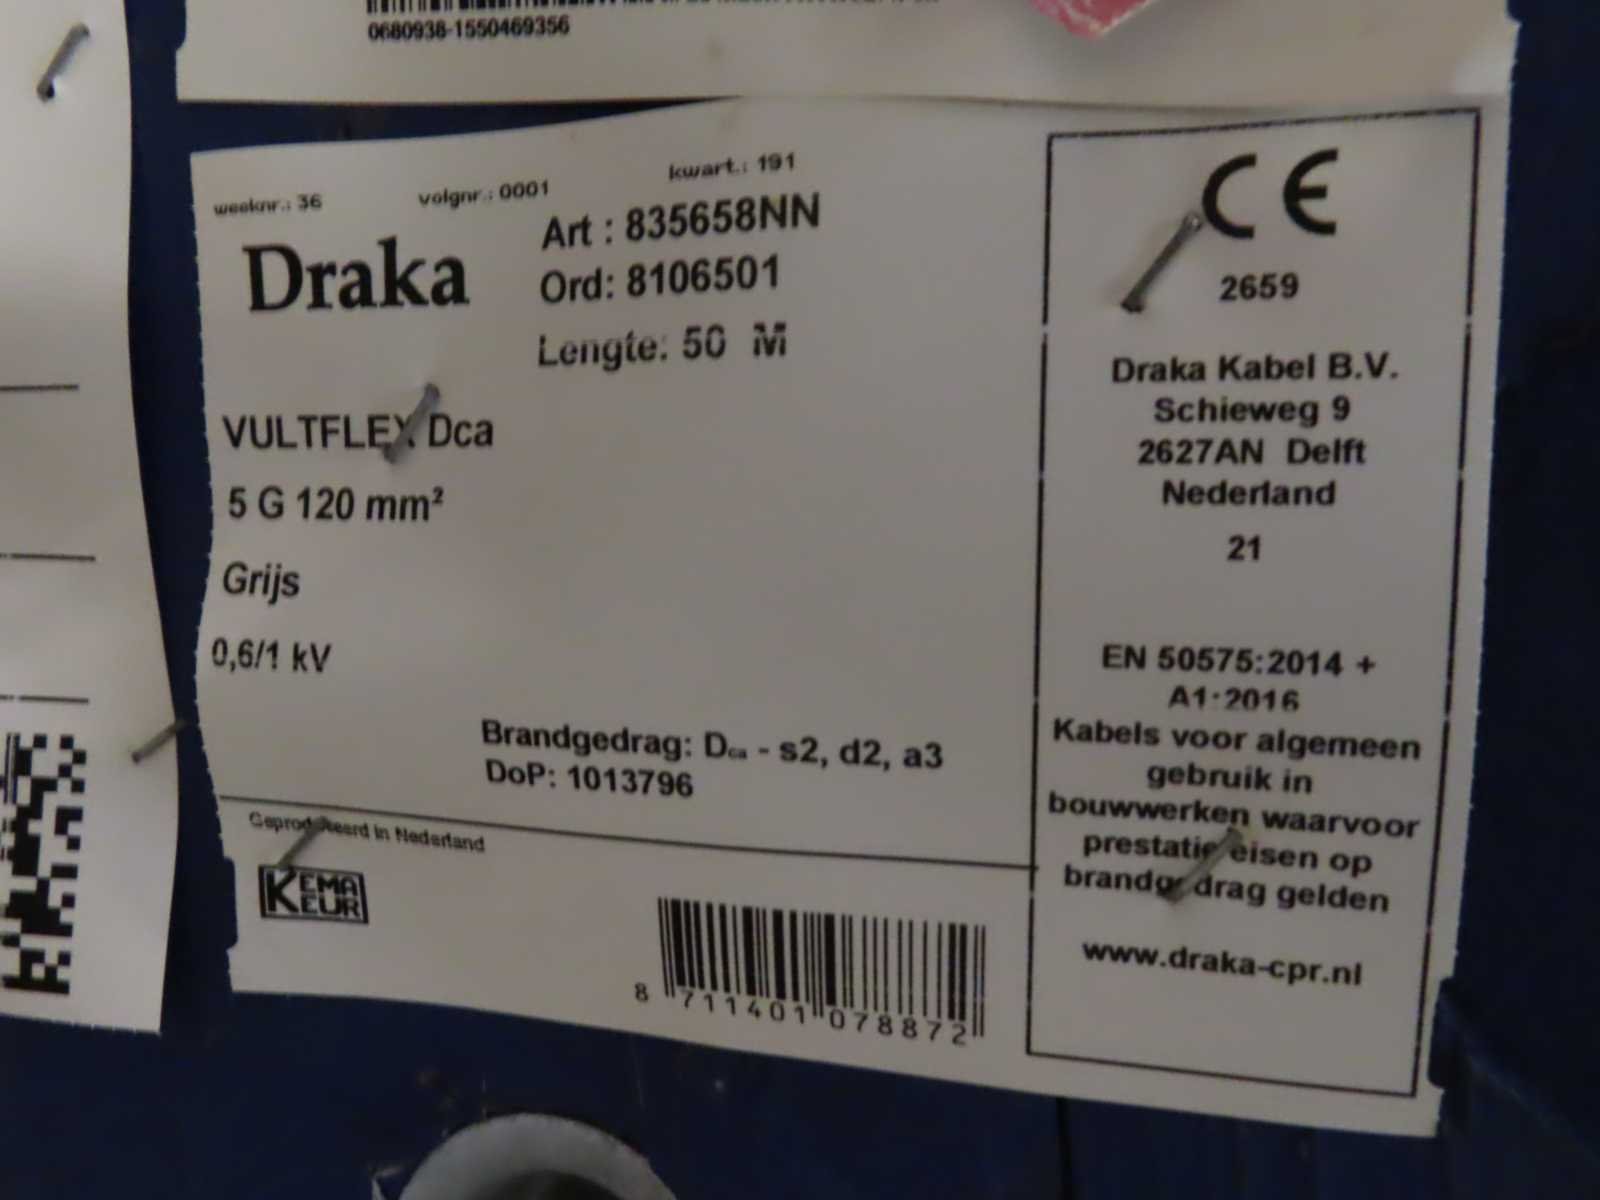 0680938-1550469356
weeknr.: 36 volgnr.: 0001 kwart.: 191
Draka
Art : 835658NN
Ord: 8106501
Lengte: 50 M
VULTFLEX Dca
5 G 120 mm²
Grijs
0,6/1 kV
Brandgedrag: Dca - s2, d2, a3
DoP: 1013796
Geproduceerd in Nederland
KEMA
KEUR
8 711401 078872
CE
2659
Draka Kabel B.V.
Schieweg 9
2627AN Delft
Nederland
21
EN 50575:2014 +
A1:2016
Kabels voor algemeen
gebruik in
bouwwerken waarvoor
prestatie eisen op
brandgedrag gelden
www.draka-cpr.nl